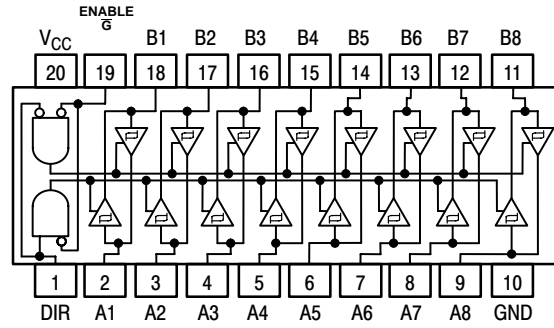 ENABLE
G̅
VCC B1 B2 B3 B4 B5 B6 B7 B8
20 19 18 17 16 15 14 13 12 11
1 2 3 4 5 6 7 8 9 10
DIR A1 A2 A3 A4 A5 A6 A7 A8 GND